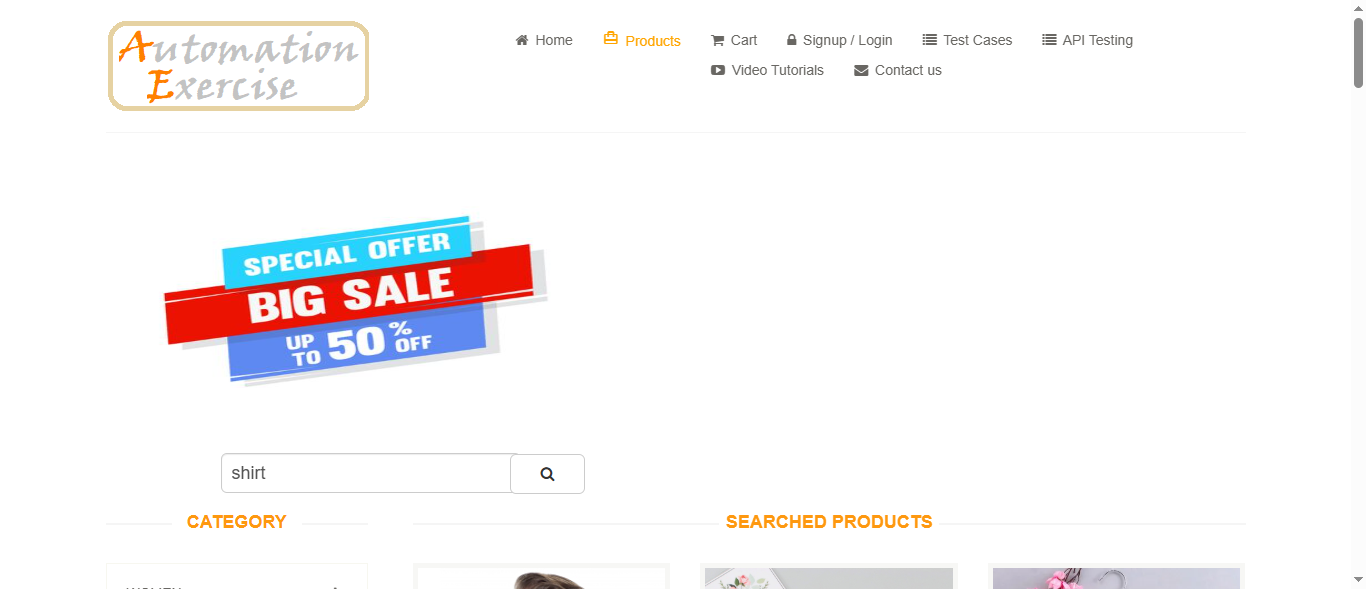 Automation
Exercise
Home Products Cart Signup / Login Test Cases API Testing
Video Tutorials Contact us
SPECIAL OFFER
BIG SALE
UP TO 50% OFF
shirt
CATEGORY
SEARCHED PRODUCTS